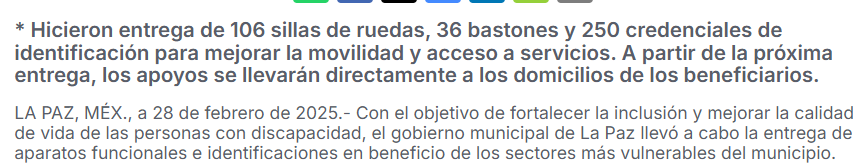 * Hicieron entrega de 106 sillas de ruedas, 36 bastones y 250 credenciales de
identificación para mejorar la movilidad y acceso a servicios. A partir de la próxima
entrega, los apoyos se llevarán directamente a los domicilios de los beneficiarios.
LA PAZ, MÉX., a 28 de febrero de 2025.- Con el objetivo de fortalecer la inclusión y mejorar la calidad
de vida de las personas con discapacidad, el gobierno municipal de La Paz llevó a cabo la entrega de
aparatos funcionales e identificaciones en beneficio de los sectores más vulnerables del municipio.